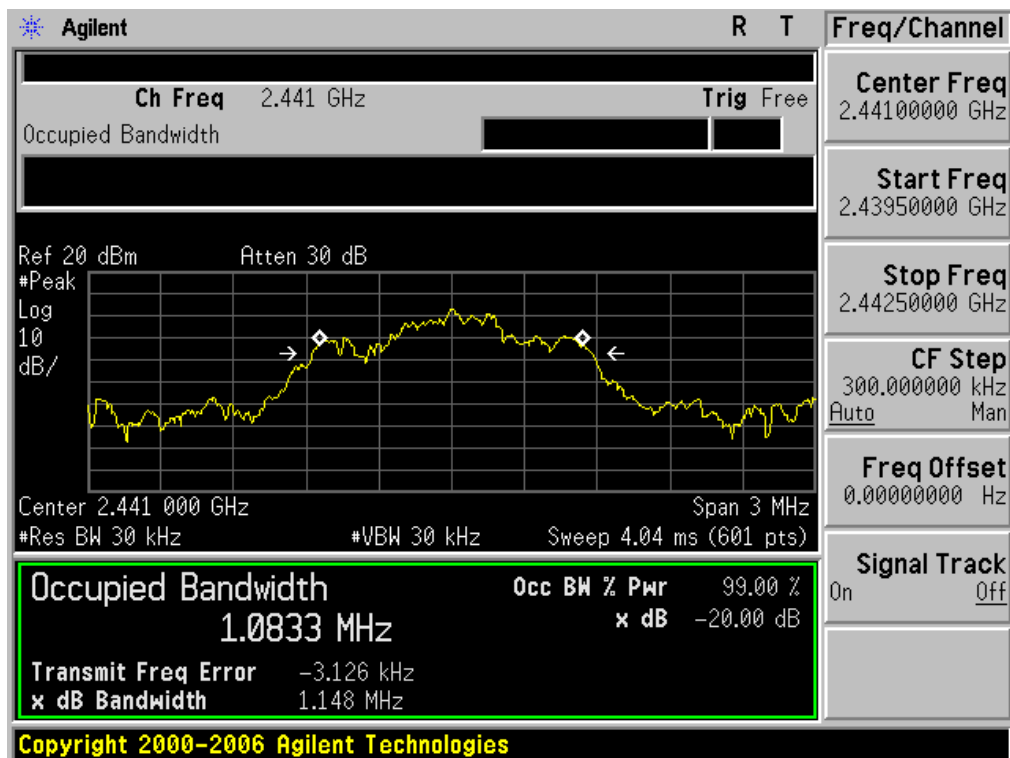 Agilent R T Freq/Channel
Ch Freq 2.441 GHz Trig Free
Occupied Bandwidth
Center Freq
2.44100000 GHz
Start Freq
2.43950000 GHz
Stop Freq
2.44250000 GHz
CF Step
300.000000 kHz
Auto Man
Freq Offset
0.00000000 Hz
Signal Track
On Off
Ref 20 dBm Atten 30 dB
#Peak
Log
10
dB/
Center 2.441 000 GHz Span 3 MHz
#Res BW 30 kHz #VBW 30 kHz Sweep 4.04 ms (601 pts)
Occupied Bandwidth Occ BW % Pwr 99.00 %
1.0833 MHz x dB -20.00 dB
Transmit Freq Error -3.126 kHz
x dB Bandwidth 1.148 MHz
Copyright 2000-2006 Agilent Technologies